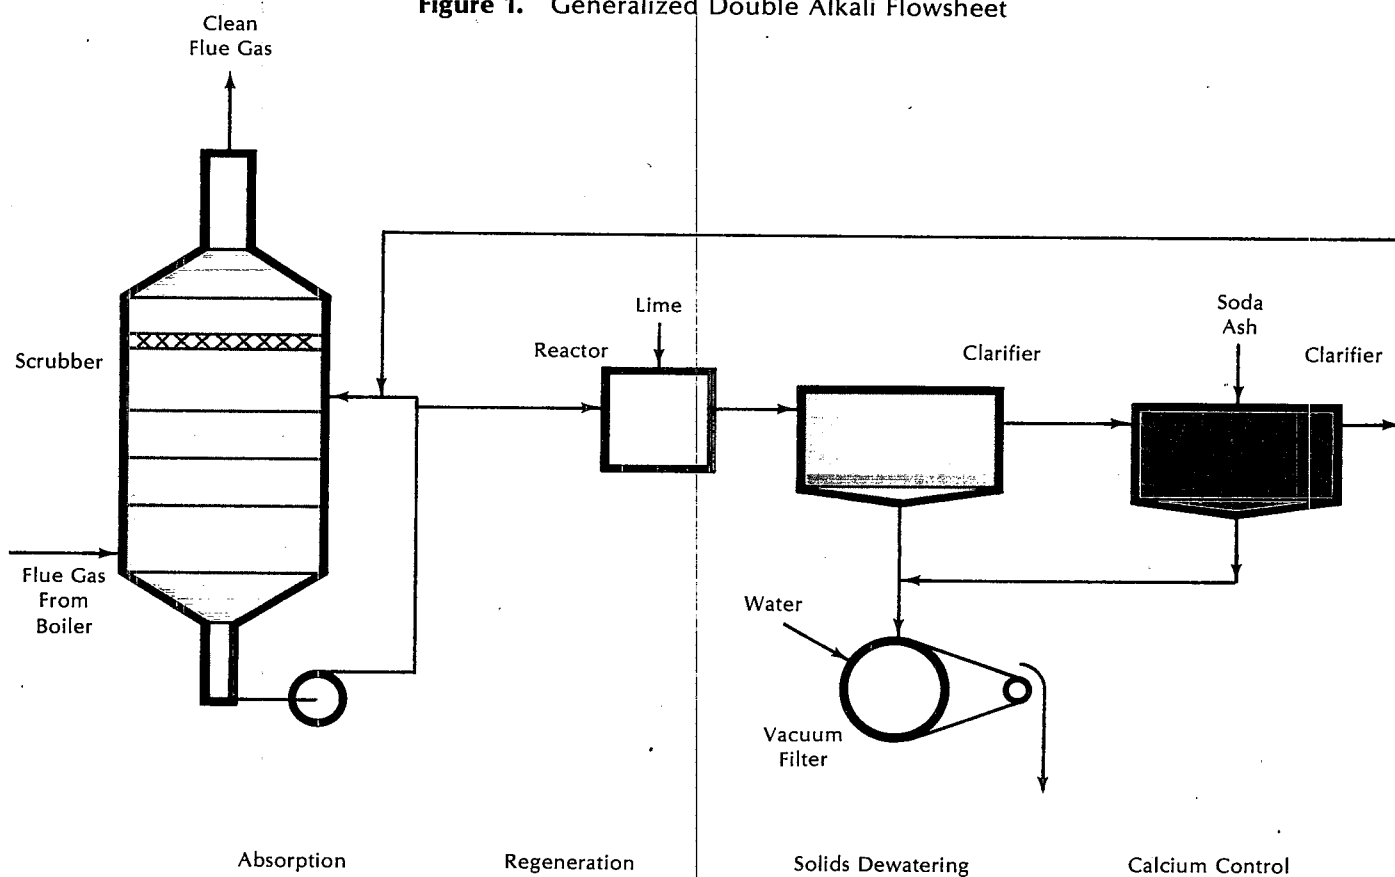 Figure 1. Generalized Double Alkali Flowsheet
Clean
Flue Gas
Lime
Soda
Ash
Reactor
Clarifier
Clarifier
Scrubber
Flue Gas
From
Boiler
Water
Vacuum
Filter
Absorption
Regeneration
Solids Dewatering
Calcium Control